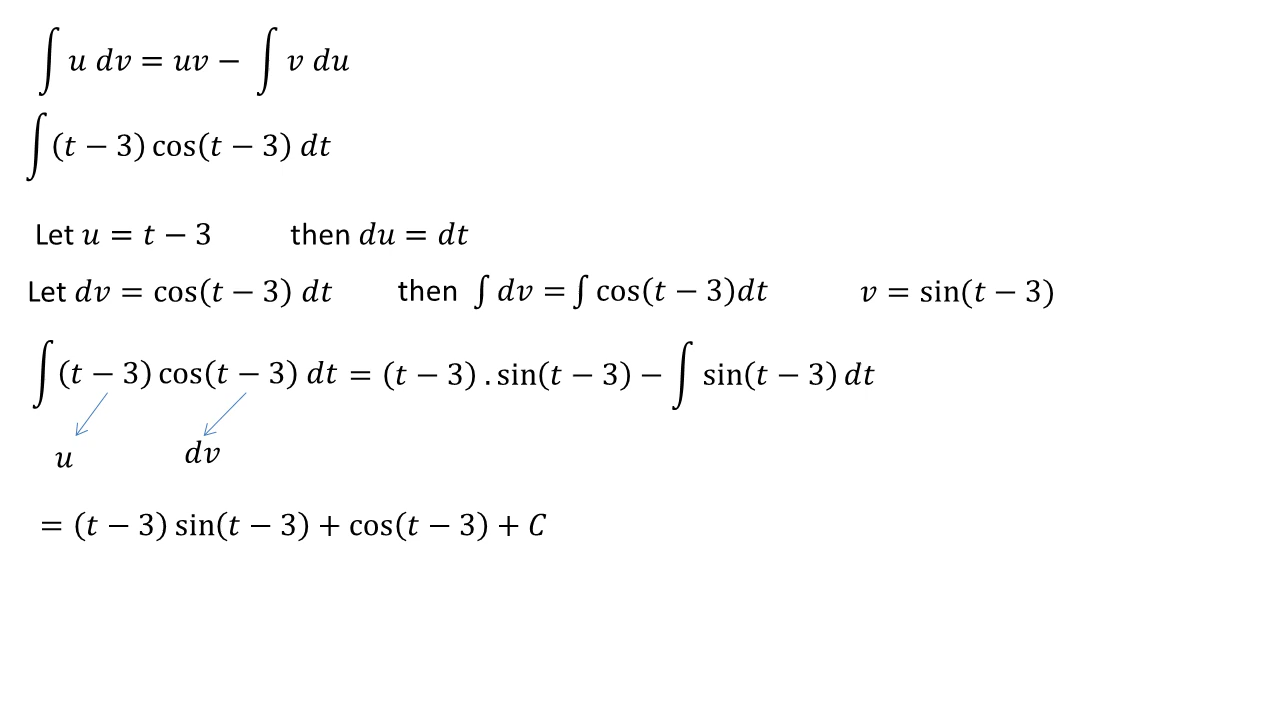 ∫ u dv = uv − ∫ v du
∫ (t − 3) cos(t − 3) dt
Let u = t − 3 then du = dt
Let dv = cos(t − 3) dt then ∫ dv = ∫ cos(t − 3)dt v = sin(t − 3)
∫ (t − 3) cos(t − 3) dt = (t − 3) . sin(t − 3) − ∫ sin(t − 3) dt
u dv
= (t − 3) sin(t − 3) + cos(t − 3) + C